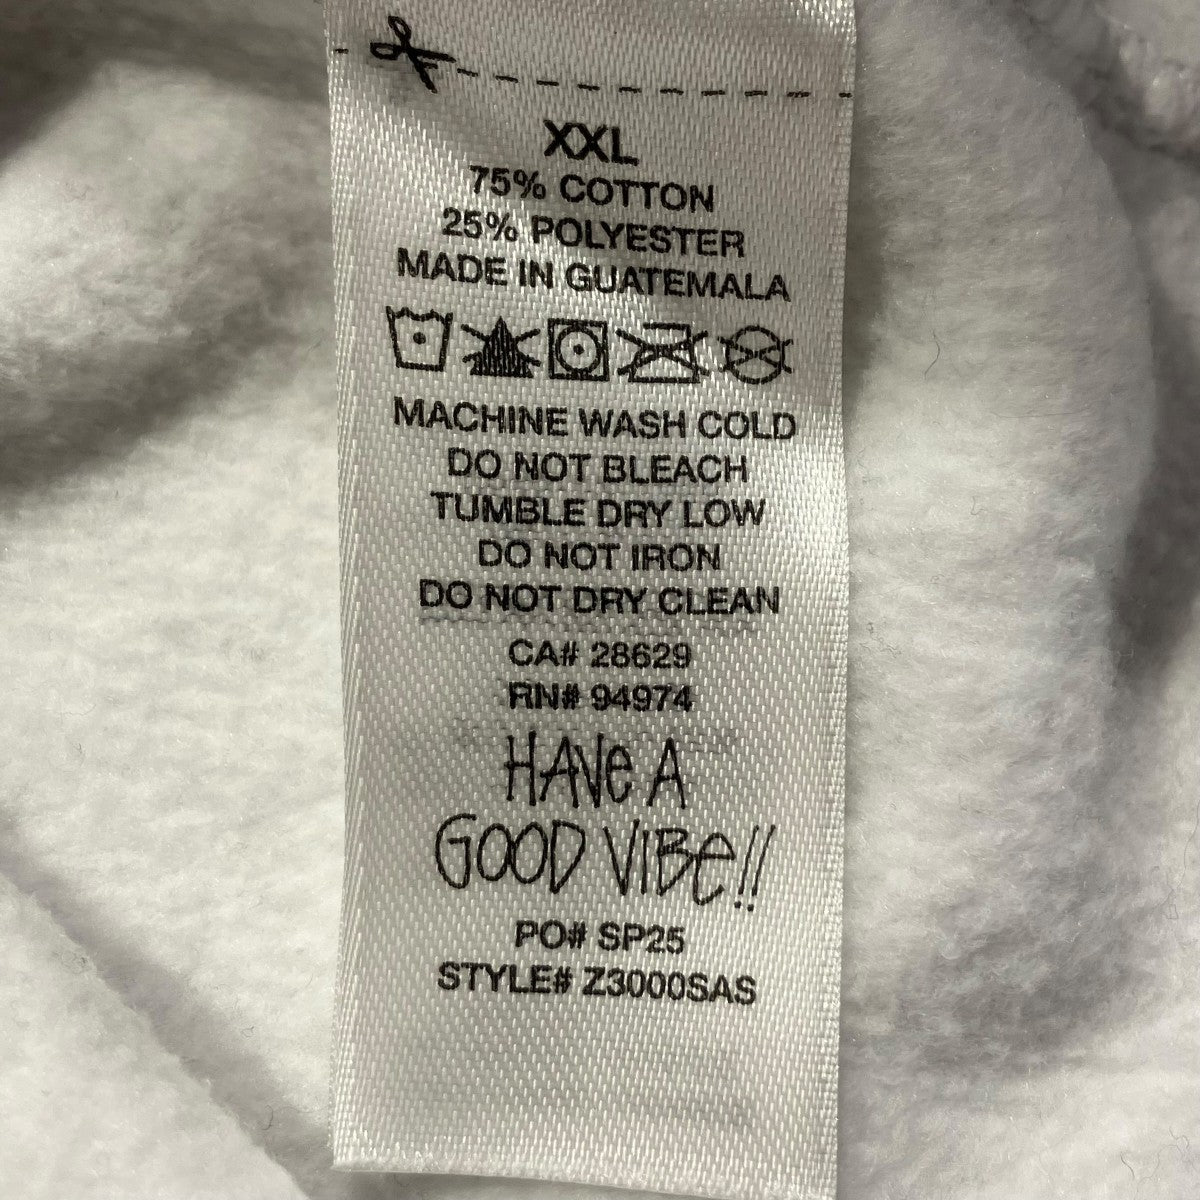 XXL
75% COTTON
25% POLYESTER
MADE IN GUATEMALA
MACHINE WASH COLD
DO NOT BLEACH
TUMBLE DRY LOW
DO NOT IRON
DO NOT DRY CLEAN
CA# 28629
RN# 94974
HAVe A
GOOD VIBe!!
PO# SP25
STYLE# Z3000SAS